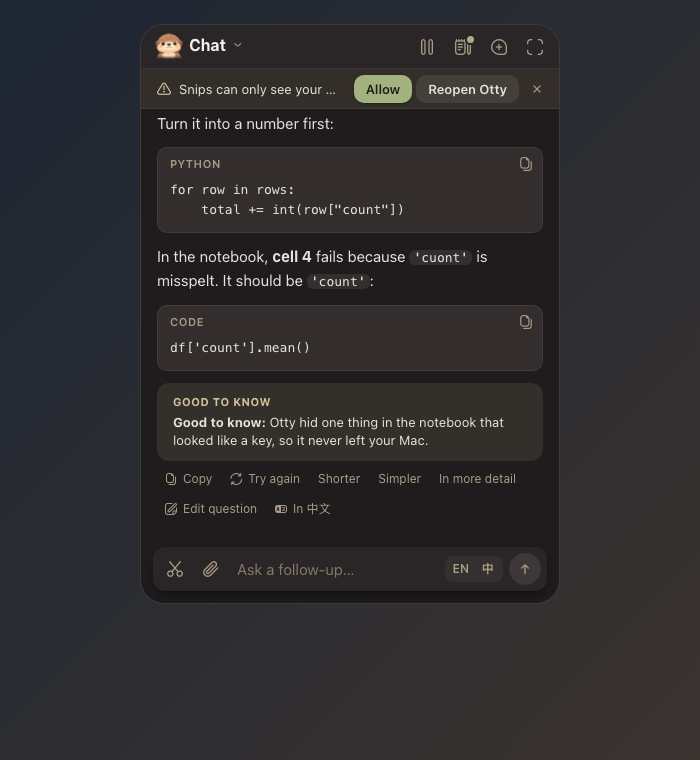 Chat
Snips can only see your ...
Allow
Reopen Otty
Turn it into a number first:
PYTHON
for row in rows:
    total += int(row["count"])
In the notebook, cell 4 fails because 'cuont' is
misspelt. It should be 'count':
CODE
df['count'].mean()
GOOD TO KNOW
Good to know: Otty hid one thing in the notebook that
looked like a key, so it never left your Mac.
Copy
Try again
Shorter
Simpler
In more detail
Edit question
In 中文
Ask a follow-up...
EN 中